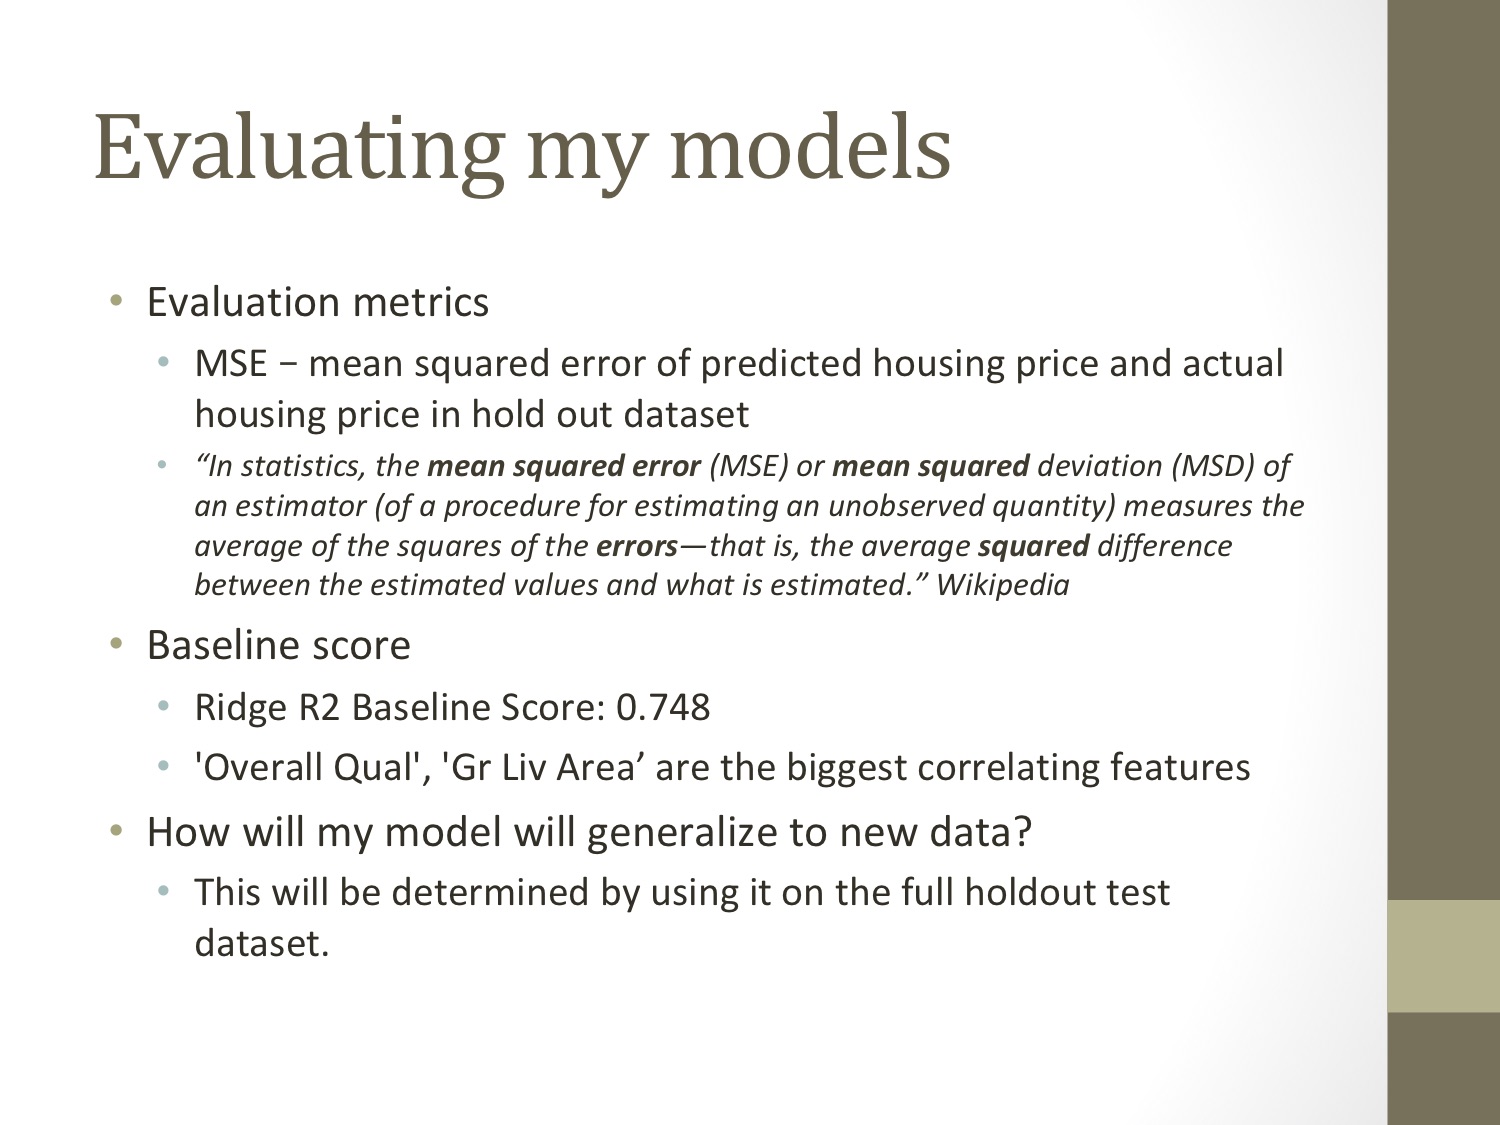 Evaluating my models
• Evaluation metrics
• MSE – mean squared error of predicted housing price and actual
housing price in hold out dataset
• “In statistics, the mean squared error (MSE) or mean squared deviation (MSD) of
an estimator (of a procedure for estimating an unobserved quantity) measures the
average of the squares of the errors—that is, the average squared difference
between the estimated values and what is estimated.” Wikipedia
• Baseline score
• Ridge R2 Baseline Score: 0.748
• 'Overall Qual', 'Gr Liv Area’ are the biggest correlating features
• How will my model will generalize to new data?
• This will be determined by using it on the full holdout test
dataset.